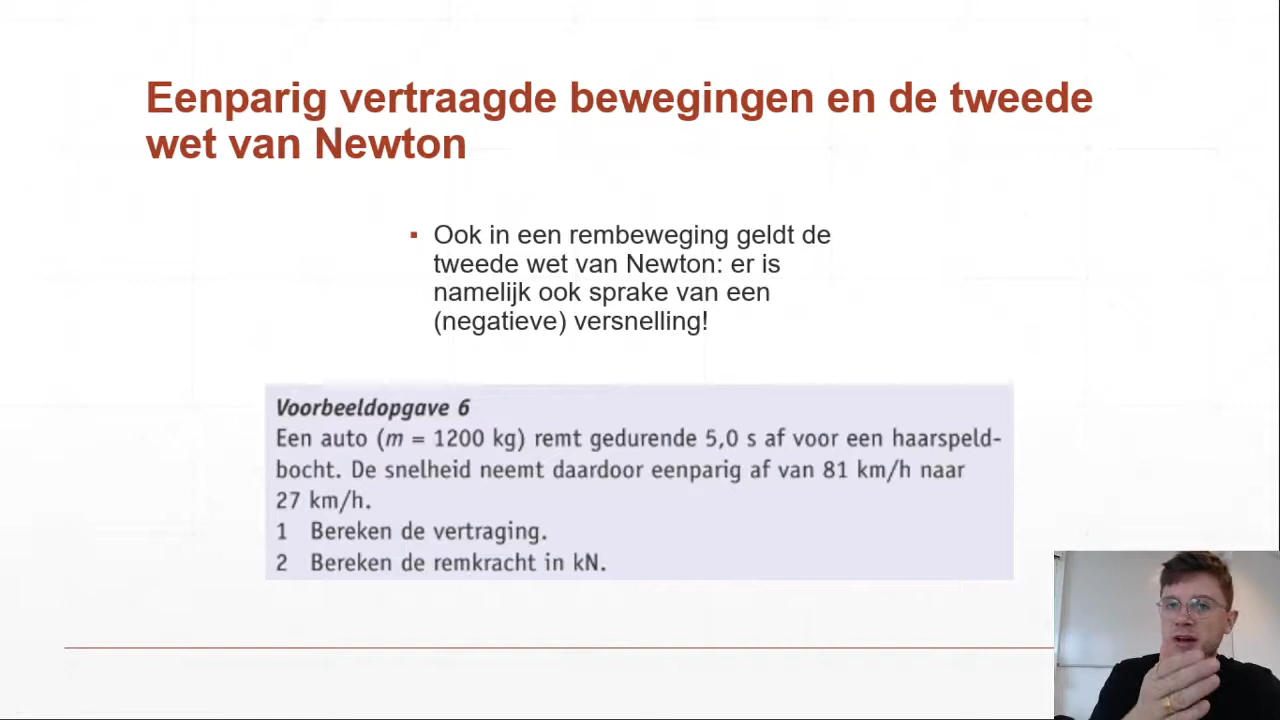 Eenparig vertraagde bewegingen en de tweede
wet van Newton
▪ Ook in een rembeweging geldt de
tweede wet van Newton: er is
namelijk ook sprake van een
(negatieve) versnelling!
Voorbeeldopgave 6
Een auto (m = 1200 kg) remt gedurende 5,0 s af voor een haarspeld-
bocht. De snelheid neemt daardoor eenparig af van 81 km/h naar
27 km/h.
1 Bereken de vertraging.
2 Bereken de remkracht in kN.